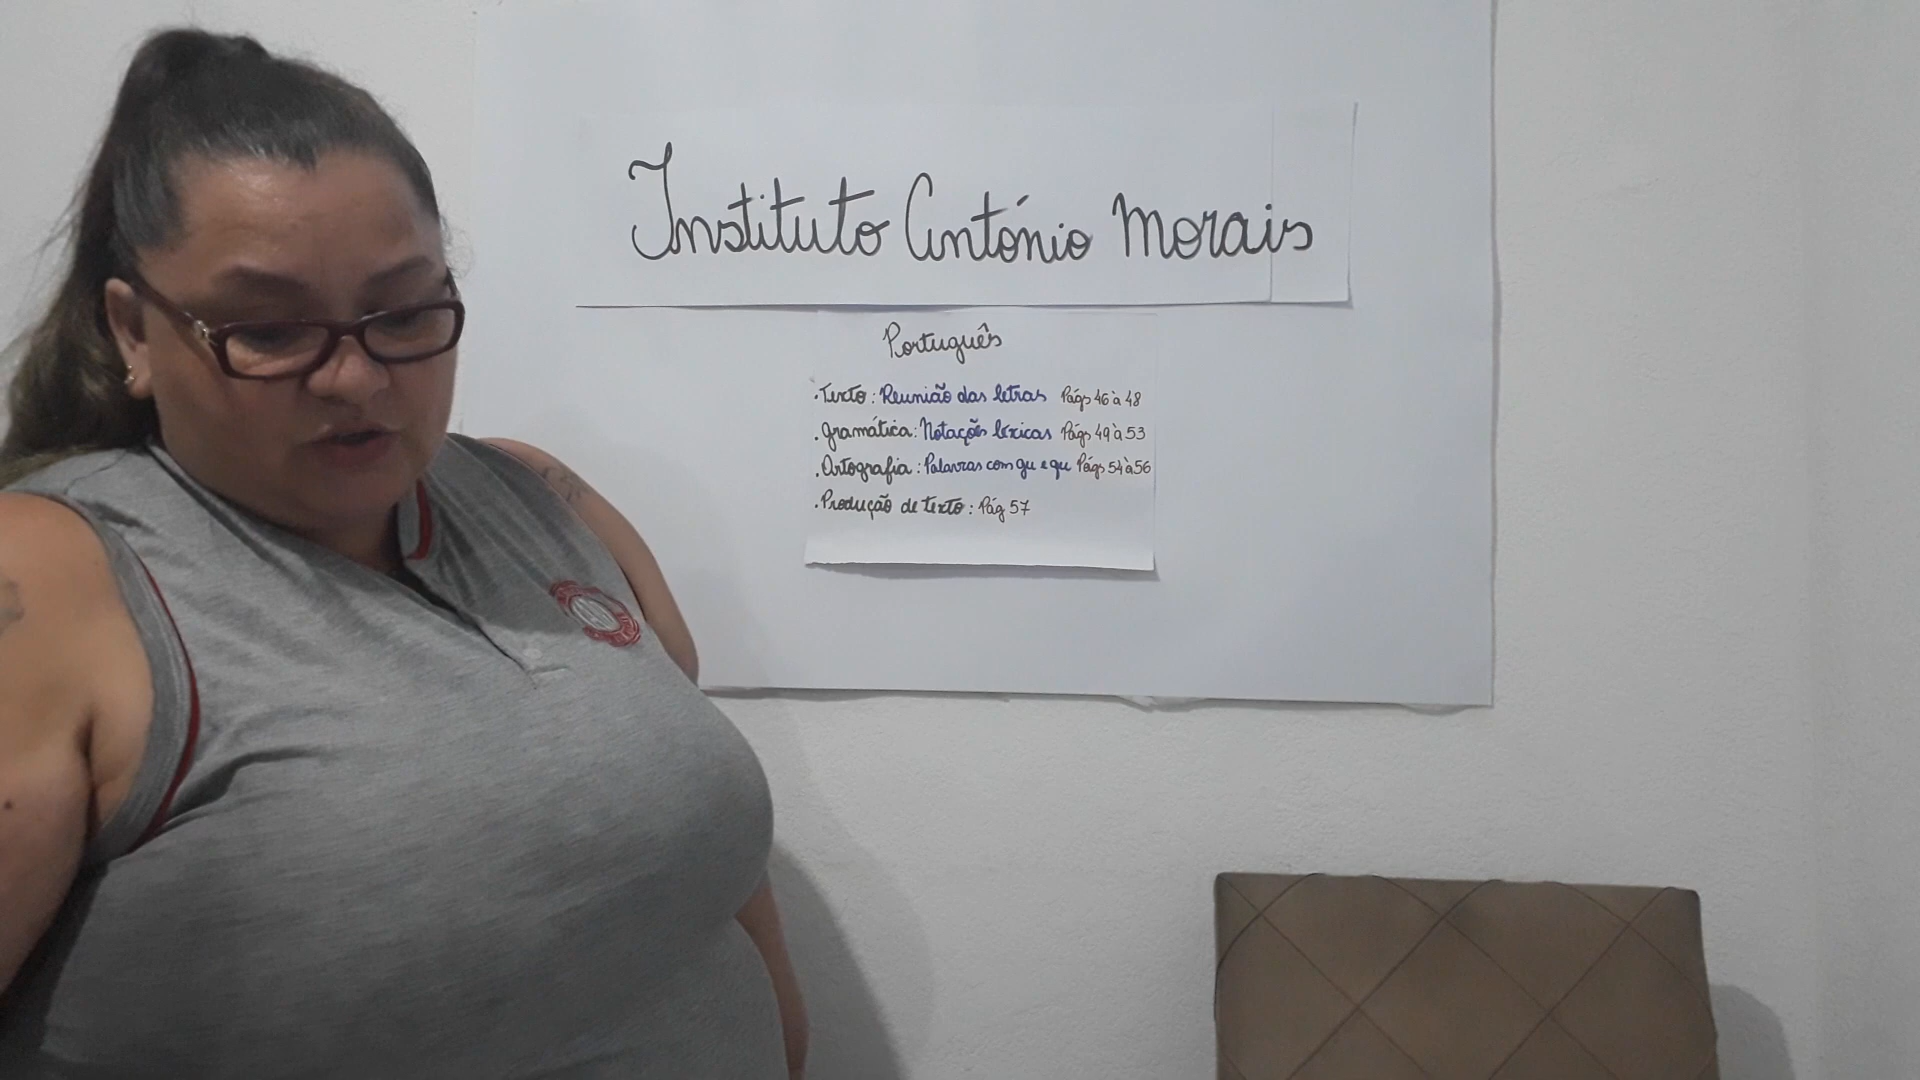 Instituto António Morais
Português
. Texto : Reunião das letras Págs 46 à 48
. Gramática : Notações léxicas Págs 49 à 53
. Ortografia : Palavras com gu e qu Págs 54 à 56
. Produção de texto : Pág 57